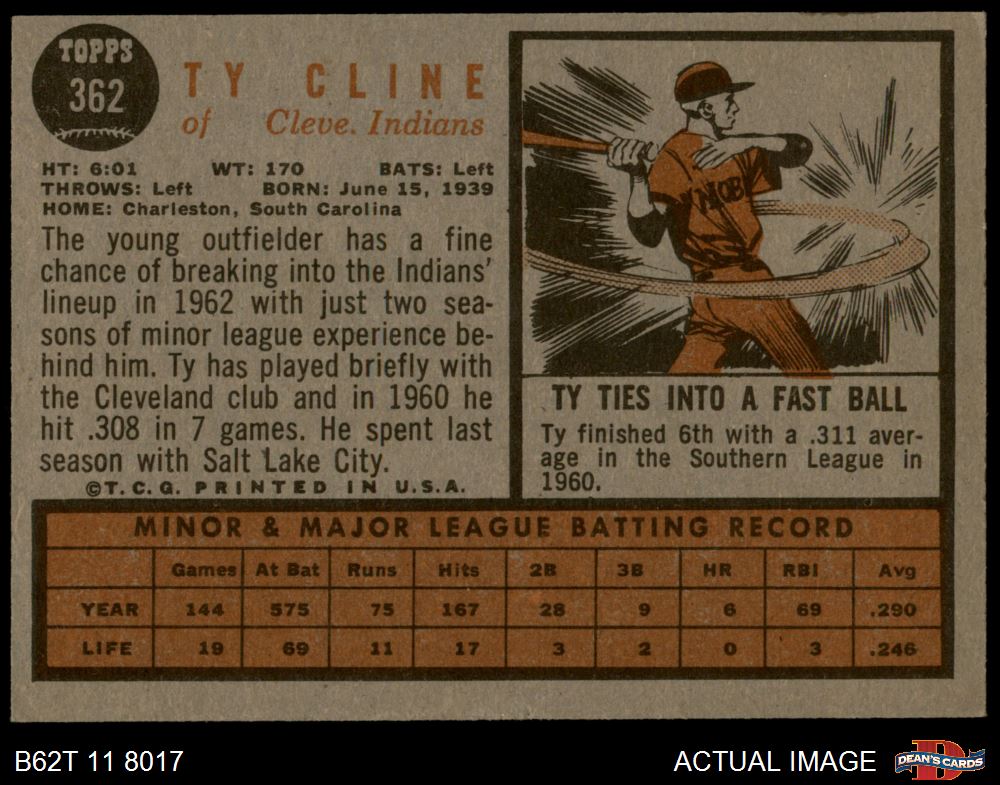 TOPPS
362
TY CLINE
of Cleve. Indians
HT: 6:01 WT: 170 BATS: Left
THROWS: Left BORN: June 15, 1939
HOME: Charleston, South Carolina
The young outfielder has a fine
chance of breaking into the Indians'
lineup in 1962 with just two sea-
sons of minor league experience be-
hind him. Ty has played briefly with
the Cleveland club and in 1960 he
hit .308 in 7 games. He spent last
season with Salt Lake City.
©T.C.G. PRINTED IN U.S.A.
TY TIES INTO A FAST BALL
Ty finished 6th with a .311 aver-
age in the Southern League in
1960.
MINOR & MAJOR LEAGUE BATTING RECORD
Games At Bat Runs Hits 2B 3B HR RBI Avg
YEAR 144 575 75 167 28 9 6 69 .290
LIFE 19 69 11 17 3 2 0 3 .246
B62T 11 8017
ACTUAL IMAGE
DEAN'S CARDS